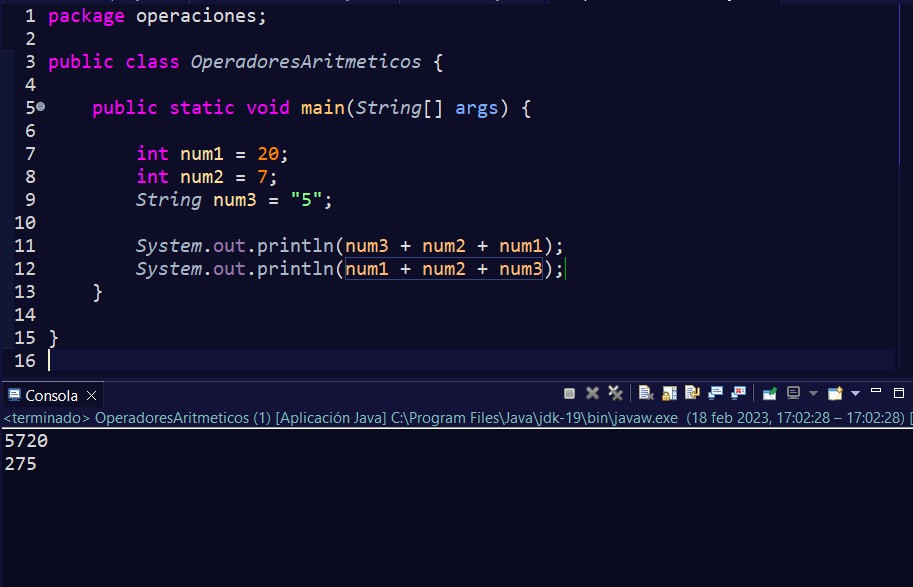 1 package operaciones;
2
3 public class OperadoresAritmeticos {
4
5 public static void main(String[] args) {
6
7 int num1 = 20;
8 int num2 = 7;
9 String num3 = "5";
10
11 System.out.println(num3 + num2 + num1);
12 System.out.println(num1 + num2 + num3);
13 }
14
15 }
16
Consola
<terminado> OperadoresAritmeticos (1) [Aplicación Java] C:\Program Files\Java\jdk-19\bin\javaw.exe (18 feb 2023, 17:02:28 – 17:02:28) [
5720
275